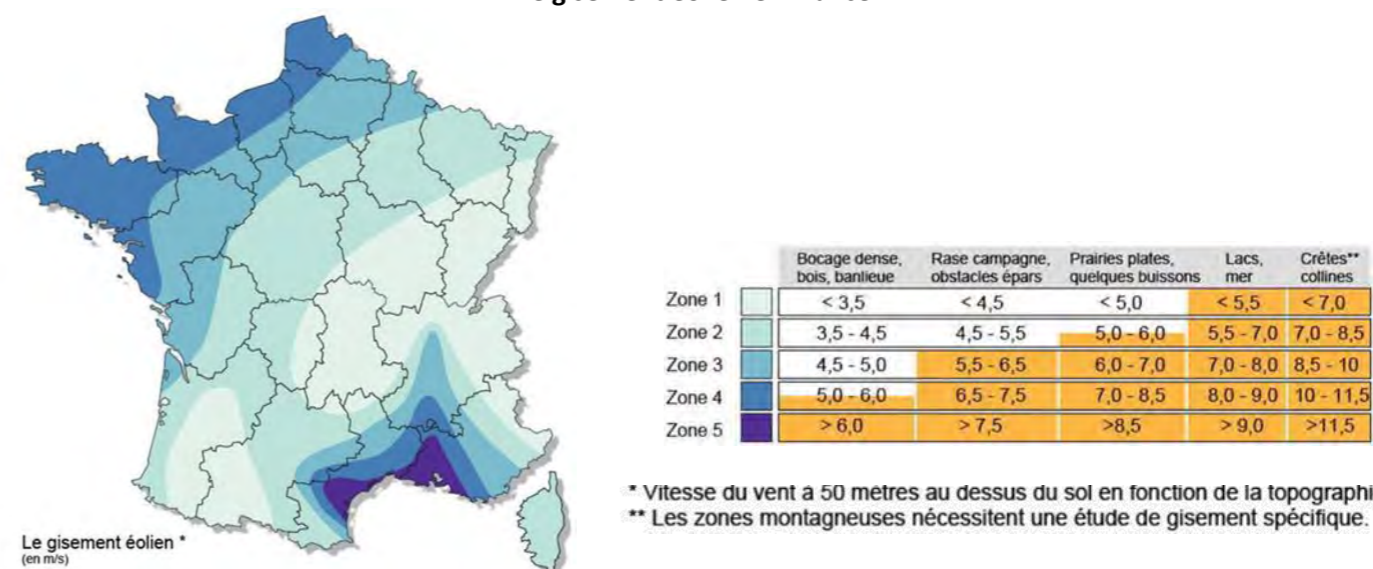 Bocage dense, bois, banlieue Rase campagne, obstacles épars Prairies plates, quelques buissons Lacs, mer Crêtes** collines
Zone 1 < 3,5 < 4,5 < 5,0 < 5,5 < 7,0
Zone 2 3,5 - 4,5 4,5 - 5,5 5,0 - 6,0 5,5 - 7,0 7,0 - 8,5
Zone 3 4,5 - 5,0 5,5 - 6,5 6,0 - 7,0 7,0 - 8,0 8,5 - 10
Zone 4 5,0 - 6,0 6,5 - 7,5 7,0 - 8,5 8,0 - 9,0 10 - 11,5
Zone 5 > 6,0 > 7,5 >8,5 > 9,0 >11,5
* Vitesse du vent à 50 mètres au dessus du sol en fonction de la topographi
** Les zones montagneuses nécessitent une étude de gisement spécifique.
Le gisement éolien *
(en m/s)